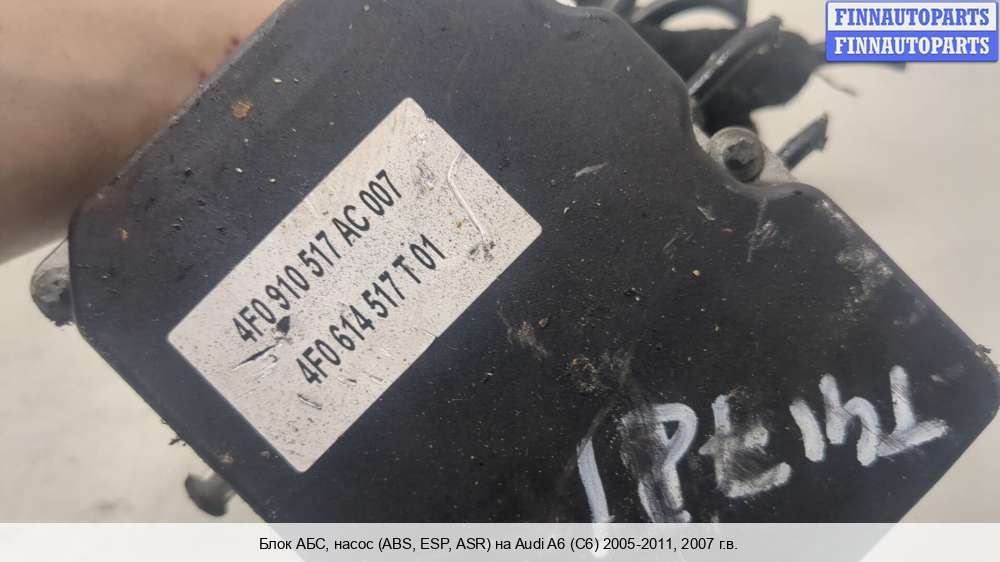 FINNAUTOPARTS
FINNAUTOPARTS
4F0 910 517 AC 007
4F0 614 517 T 01
Блок АБС, насос (ABS, ESP, ASR) на Audi A6 (C6) 2005-2011, 2007 г.в.